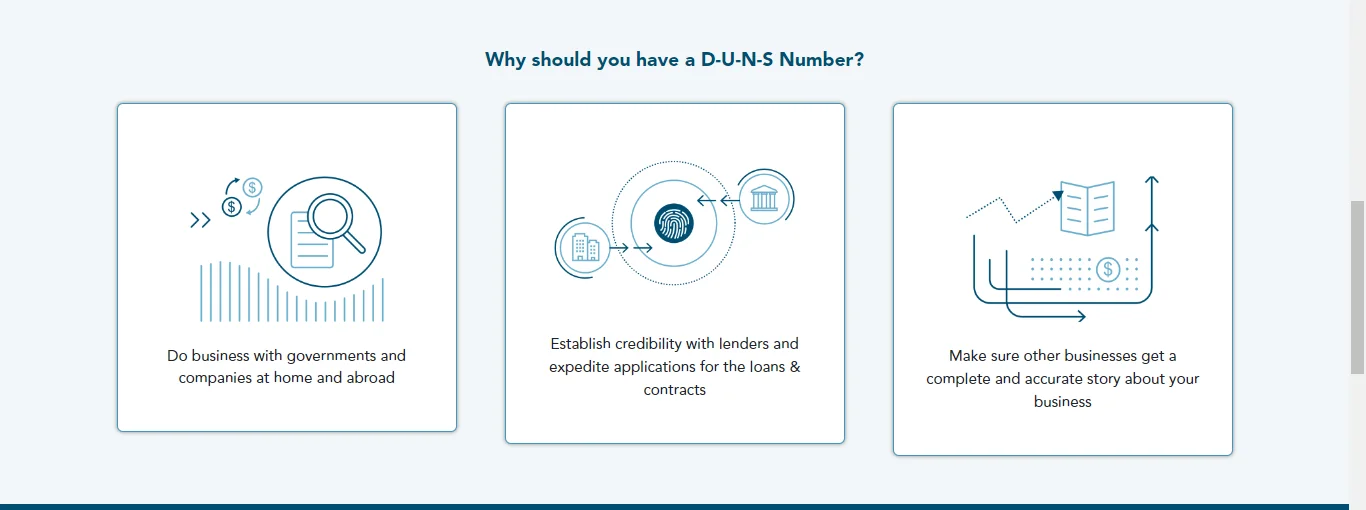 Why should you have a D-U-N-S Number?
Do business with governments and
companies at home and abroad
Establish credibility with lenders and
expedite applications for the loans &
contracts
Make sure other businesses get a
complete and accurate story about your
business